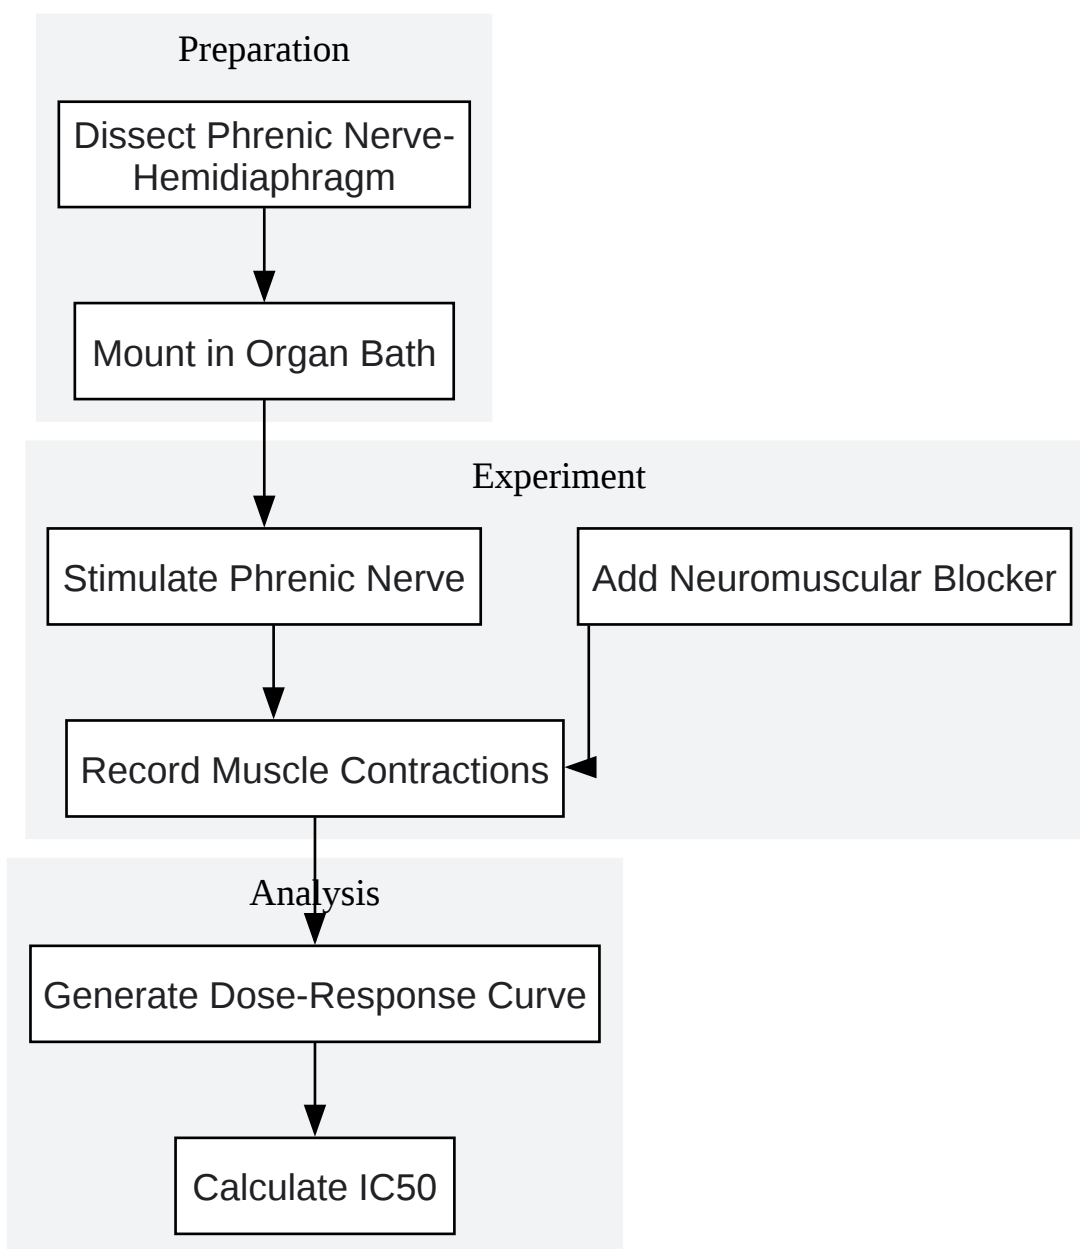 Preparation
Dissect Phrenic Nerve-
Hemidiaphragm
Mount in Organ Bath
Experiment
Stimulate Phrenic Nerve
Add Neuromuscular Blocker
Record Muscle Contractions
Analysis
Generate Dose-Response Curve
Calculate IC50